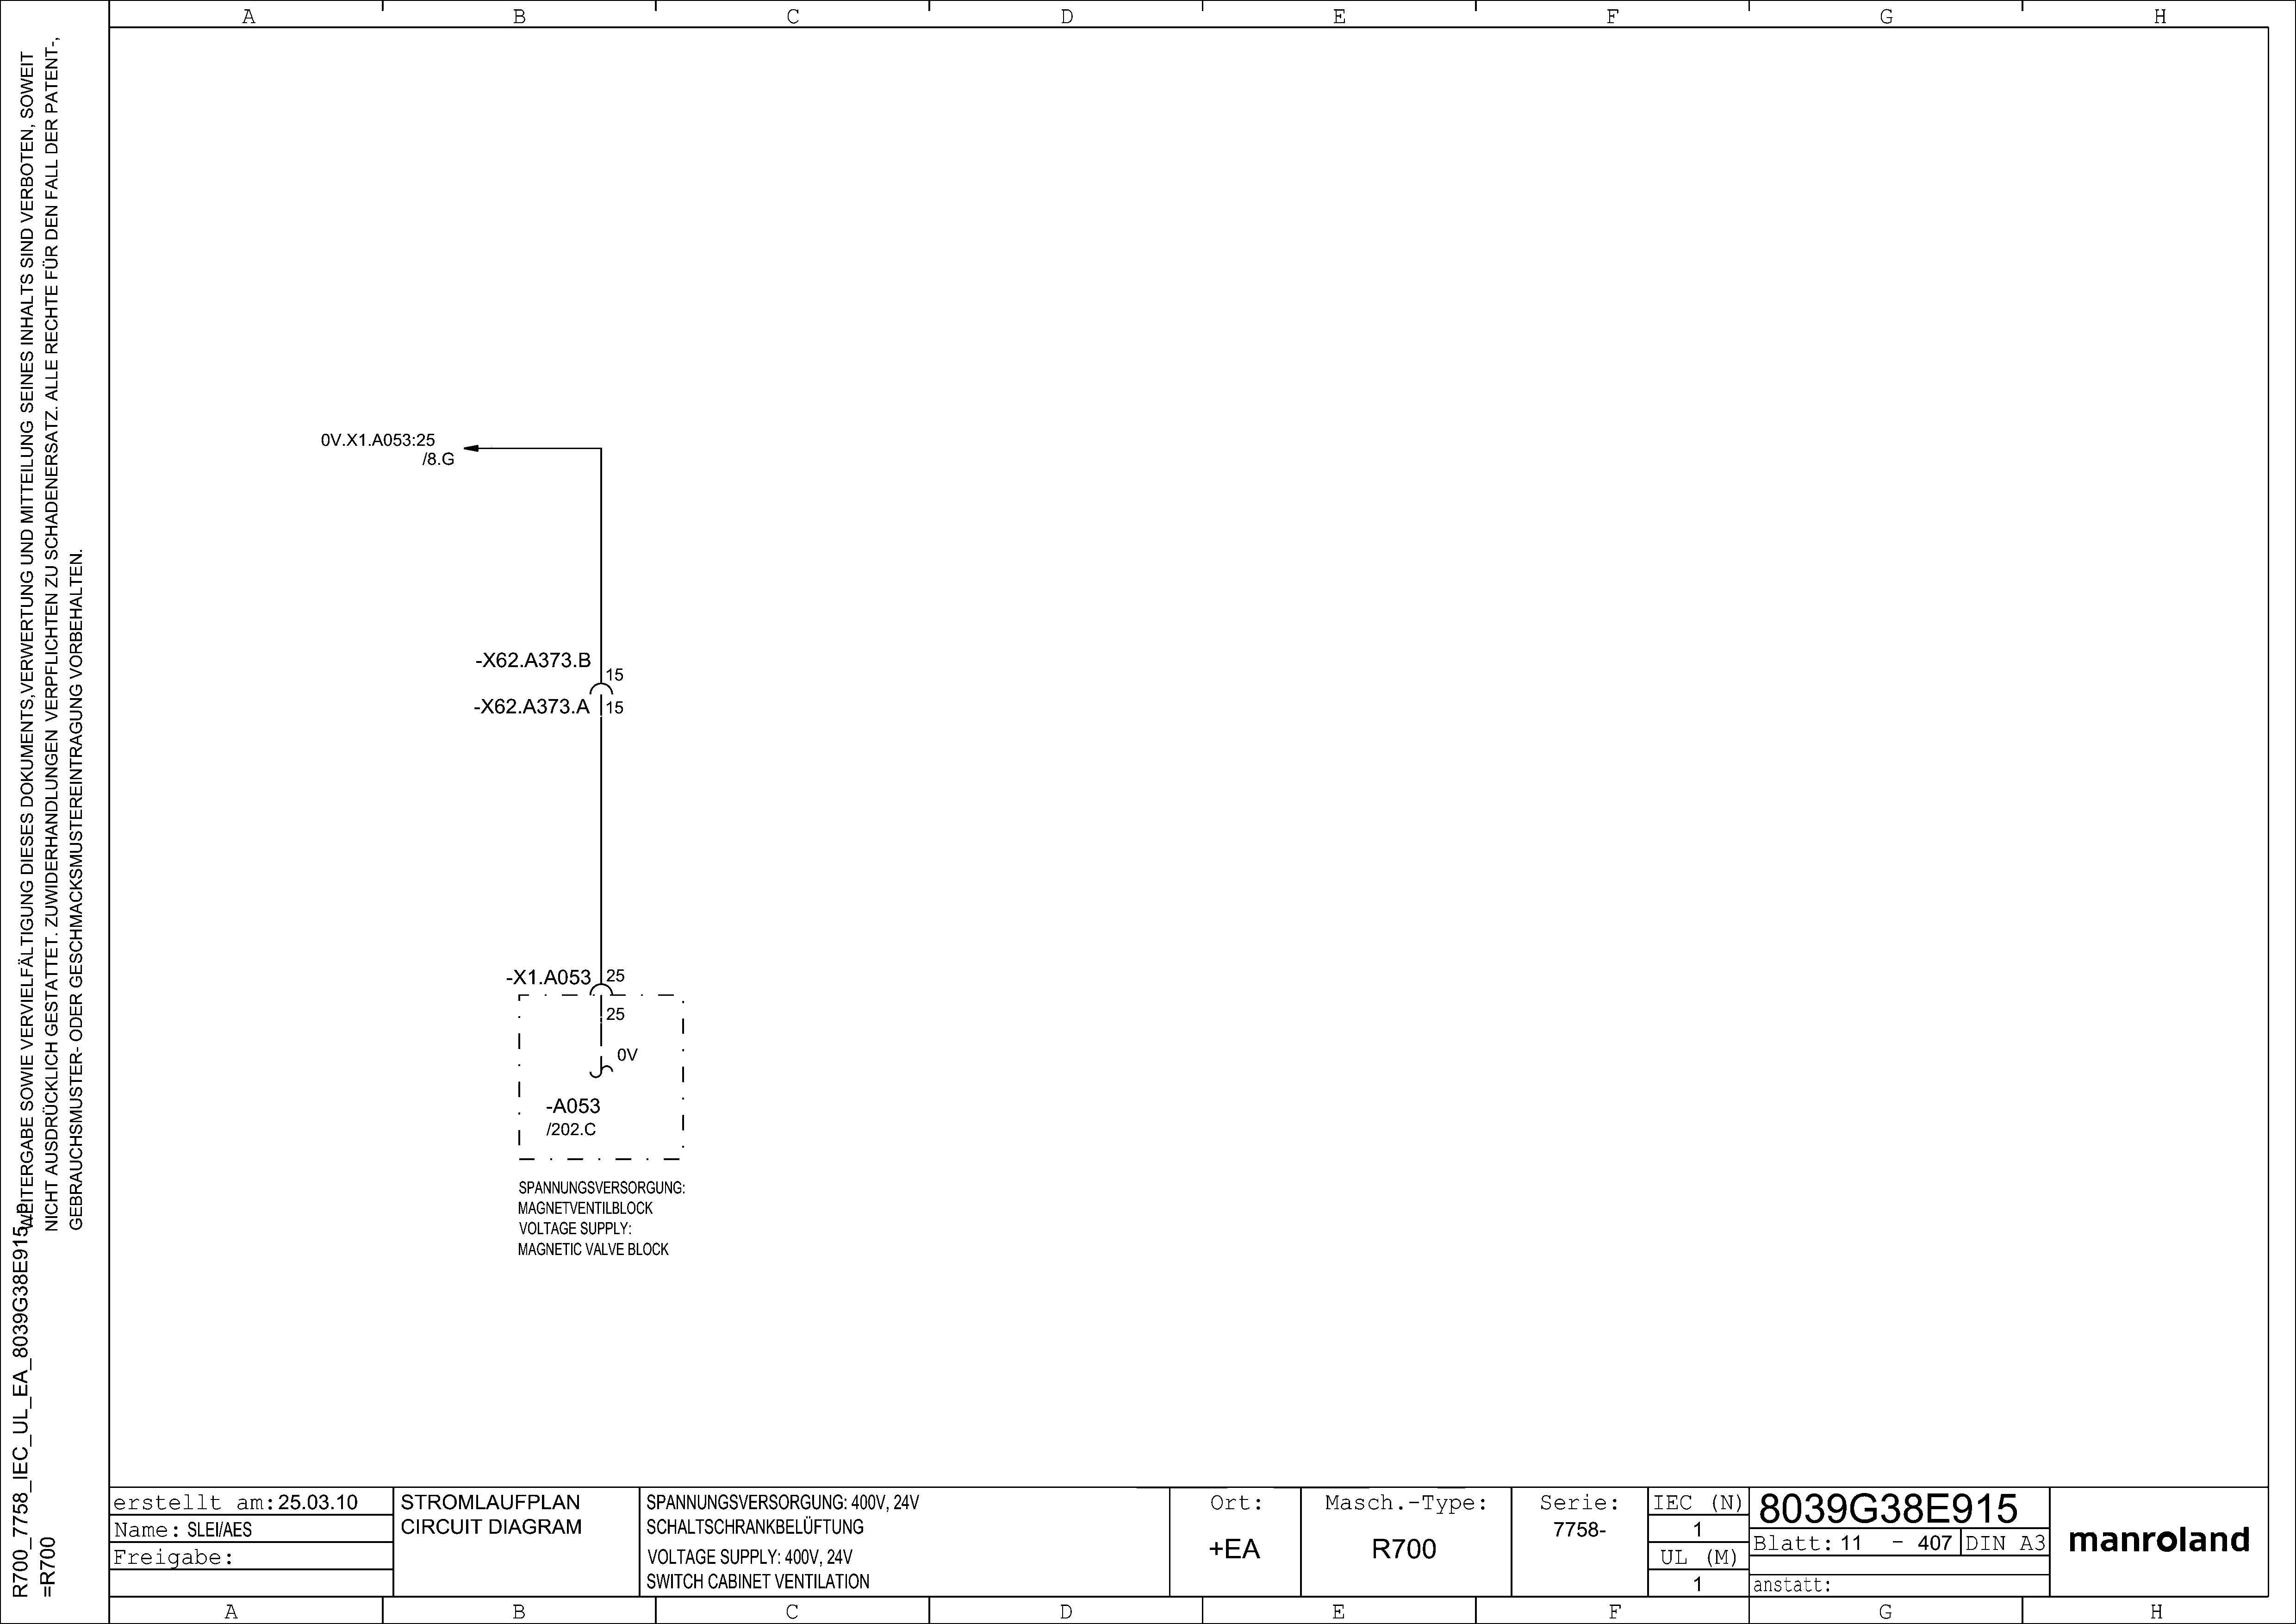 A B C D E F G H
WEITERGABE SOWIE VERVIELFÄLTIGUNG DIESES DOKUMENTS,VERWERTUNG UND MITTEILUNG SEINES INHALTS SIND VERBOTEN, SOWEIT
NICHT AUSDRÜCKLICH GESTATTET. ZUWIDERHANDLUNGEN VERPFLICHTEN ZU SCHADENERSATZ. ALLE RECHTE FÜR DEN FALL DER PATENT-,
GEBRAUCHSMUSTER- ODER GESCHMACKSMUSTEREINTRAGUNG VORBEHALTEN.
R700_7758_IEC_UL_EA_8039G38E915_
=R700
0V.X1.A053:25
/8.G
-X62.A373.B
15
-X62.A373.A 15
-X1.A053 25
25
0V
-A053
/202.C
SPANNUNGSVERSORGUNG:
MAGNETVENTILBLOCK
VOLTAGE SUPPLY:
MAGNETIC VALVE BLOCK
erstellt am: 25.03.10
Name: SLEI/AES
Freigabe:
STROMLAUFPLAN
CIRCUIT DIAGRAM
SPANNUNGSVERSORGUNG: 400V, 24V
SCHALTSCHRANKBELÜFTUNG
VOLTAGE SUPPLY: 400V, 24V
SWITCH CABINET VENTILATION
Ort:
+EA
Masch.-Type:
R700
Serie:
7758-
IEC (N)
1
UL (M)
1
8039G38E915
Blatt: 11 - 407 DIN A3
anstatt:
manroland
A B C D E F G H